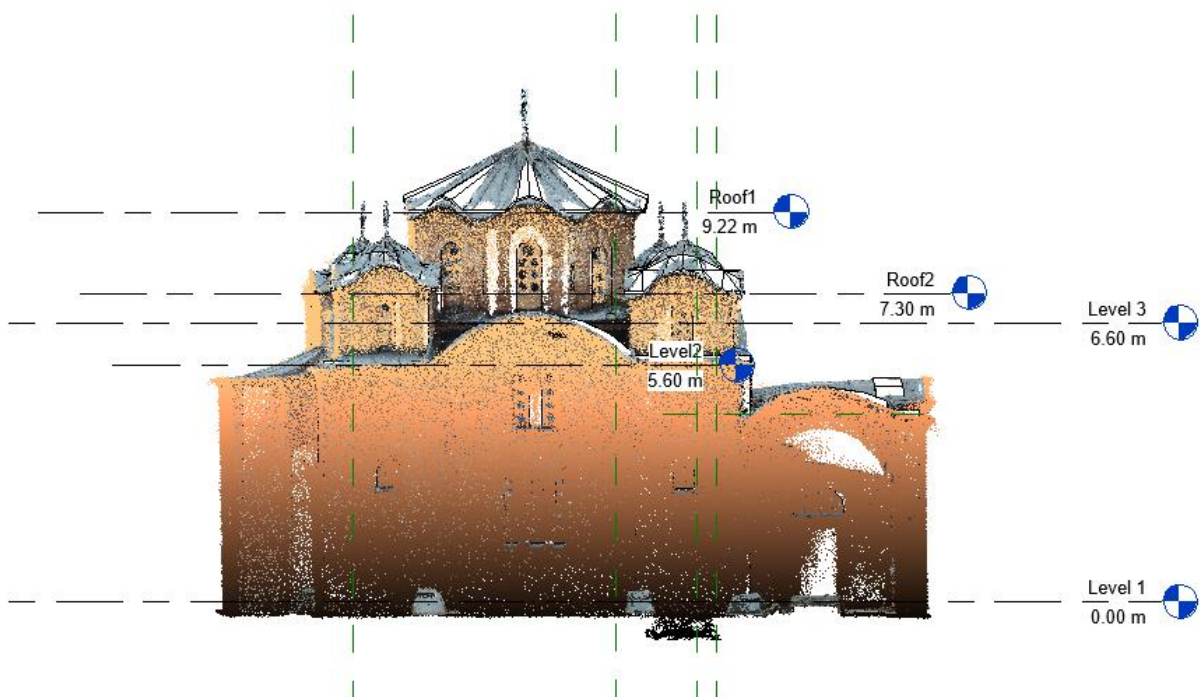 Roof1
9.22 m
Roof2
7.30 m
Level 3
6.60 m
Level2
5.60 m
Level 1
0.00 m